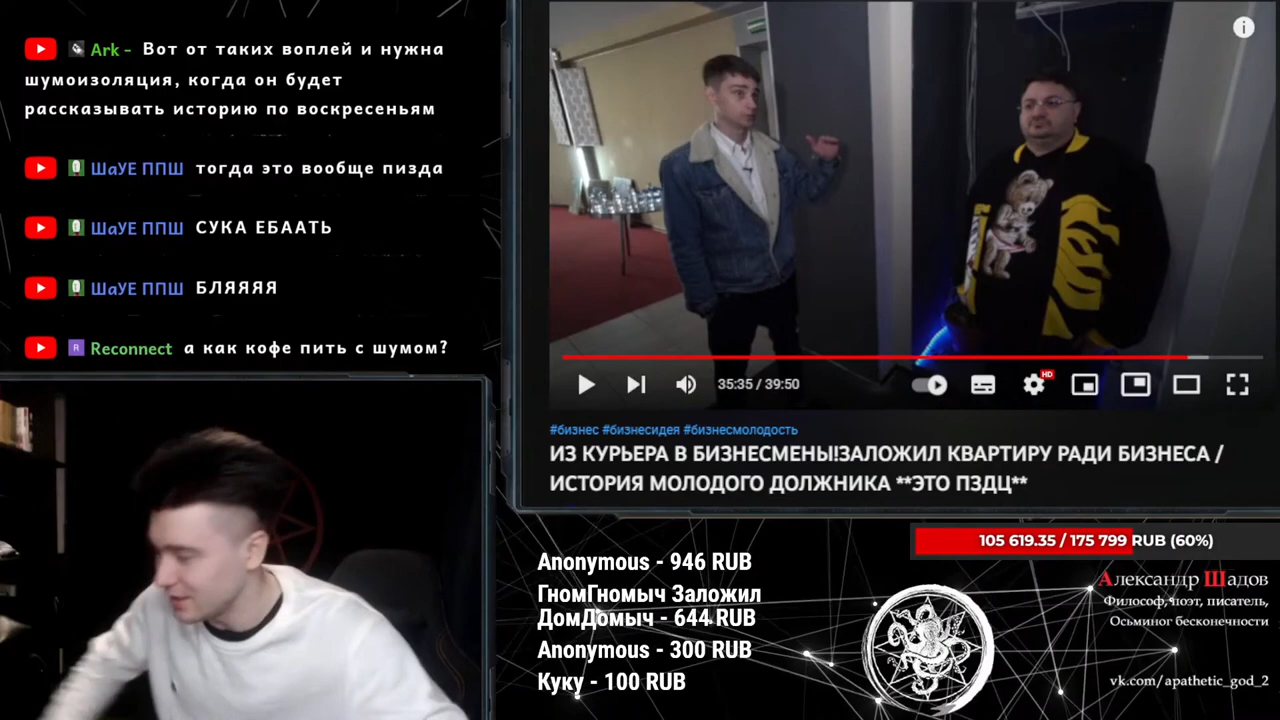 Ark - Вот от таких воплей и нужна
шумоизоляция, когда он будет
рассказывать историю по воскресеньям
ШаУЕ ППШ тогда это вообще пизда
ШаУЕ ППШ СУКА ЕБААТЬ
ШаУЕ ППШ БЛЯЯЯЯ
R Reconnect а как кофе пить с шумом?
35:35 / 39:50
HD
#бизнес #бизнесидея #бизнесмолодость
ИЗ КУРЬЕРА В БИЗНЕСМЕНЫ!ЗАЛОЖИЛ КВАРТИРУ РАДИ БИЗНЕСА /
ИСТОРИЯ МОЛОДОГО ДОЛЖНИКА **ЭТО ПЗДЦ**
105 619.35 / 175 799 RUB (60%)
Anonymous - 946 RUB
ГномГномыч Заложил
ДомДомыч - 644 RUB
Anonymous - 300 RUB
Куку - 100 RUB
Александр Шадов
Философ,поэт, писатель,
Осьминог бесконечности
vk.com/apathetic_god_2